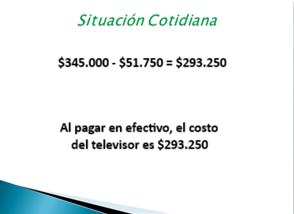 Situación Cotidiana
$345.000 - $51.750 = $293.250
Al pagar en efectivo, el costo
del televisor es $293.250